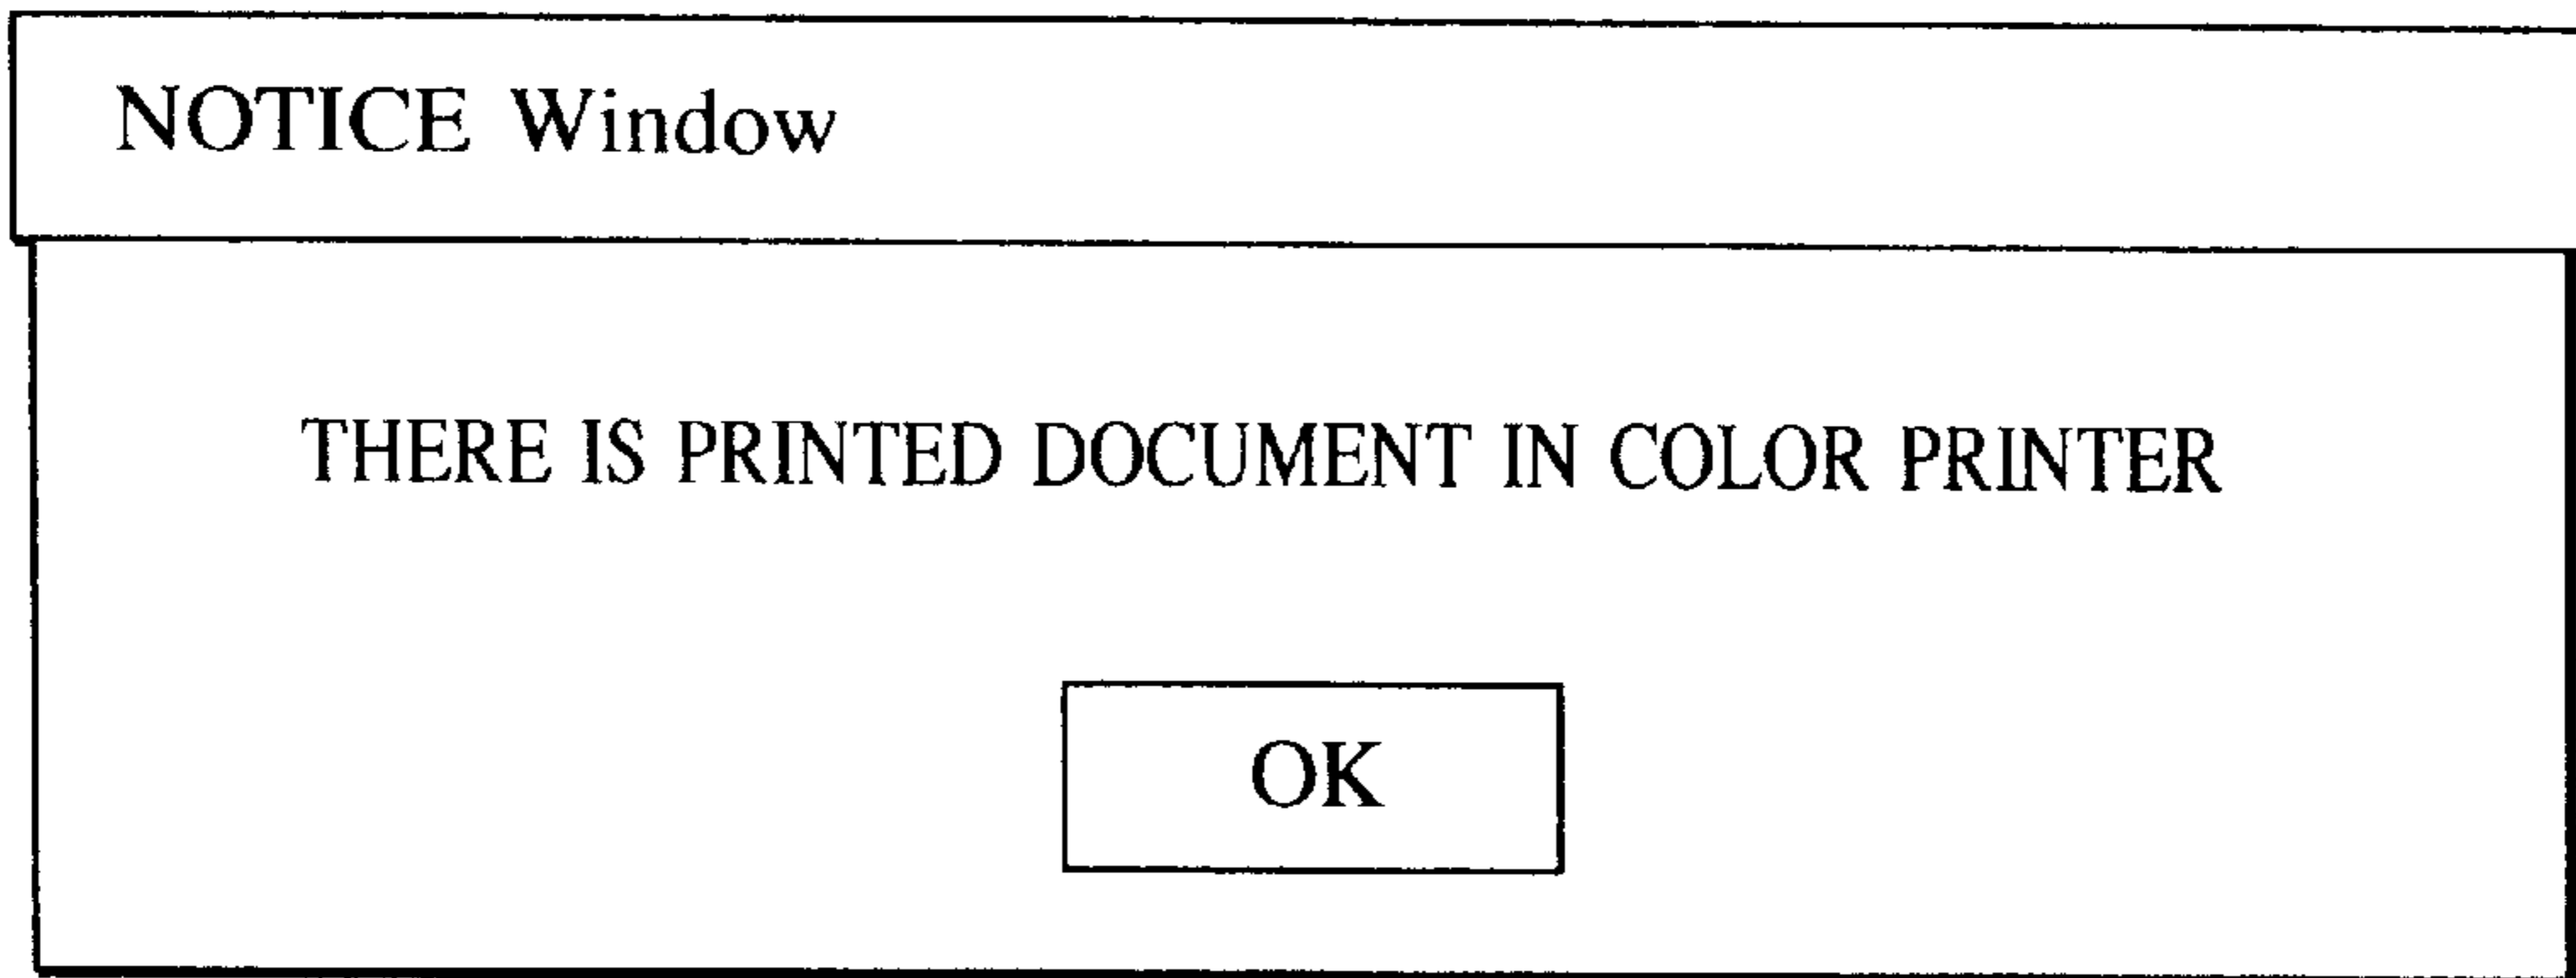 NOTICE Window
THERE IS PRINTED DOCUMENT IN COLOR PRINTER
OK